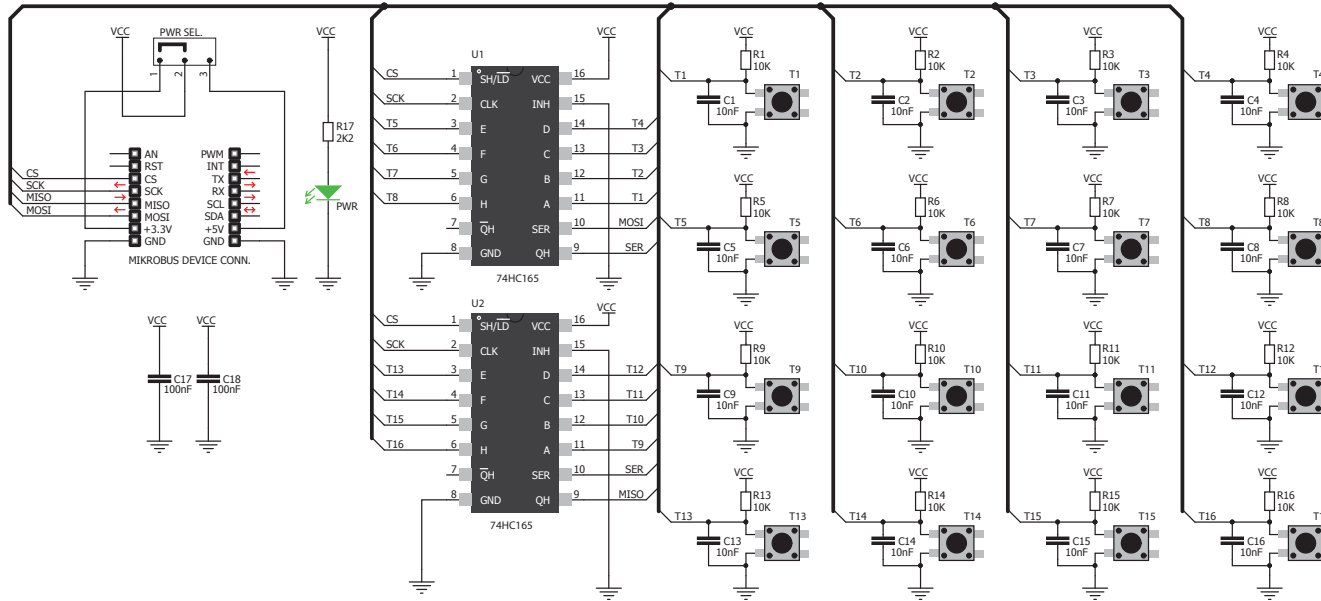 VCC
PWR SEL.
1
2
3
VCC
R17
2K2
PWR
AN
RST
CS
SCK
MISO
MOSI
+3.3V
GND
PWM
INT
TX
RX
SCL
SDA
+5V
GND
CS
SCK
MISO
MOSI
MIKROBUS DEVICE CONN.
VCC
C17
100nF
VCC
C18
100nF
VCC
U1
CS 1 SH/LD VCC 16
SCK 2 CLK INH 15
T5 3 E D 14 T4
T6 4 F C 13 T3
T7 5 G B 12 T2
T8 6 H A 11 T1
7 QH SER 10 MOSI
8 GND QH 9 SER
74HC165
U2
VCC
CS 1 SH/LD VCC 16
SCK 2 CLK INH 15
T13 3 E D 14 T12
T14 4 F C 13 T11
T15 5 G B 12 T10
T16 6 H A 11 T9
7 QH SER 10 SER
8 GND QH 9 MISO
74HC165
VCC
R1
10K
T1
T1
C1
10nF
VCC
R2
10K
T2
T2
C2
10nF
VCC
R3
10K
T3
T3
C3
10nF
VCC
R4
10K
T4
T4
C4
10nF
VCC
R5
10K
T5
T5
C5
10nF
VCC
R6
10K
T6
T6
C6
10nF
VCC
R7
10K
T7
T7
C7
10nF
VCC
R8
10K
T8
T8
C8
10nF
VCC
R9
10K
T9
T9
C9
10nF
VCC
R10
10K
T10
T10
C10
10nF
VCC
R11
10K
T11
T11
C11
10nF
VCC
R12
10K
T12
C12
10nF
VCC
R13
10K
T13
T13
C13
10nF
VCC
R14
10K
T14
T14
C14
10nF
VCC
R15
10K
T15
T15
C15
10nF
VCC
R16
10K
T16
C16
10nF